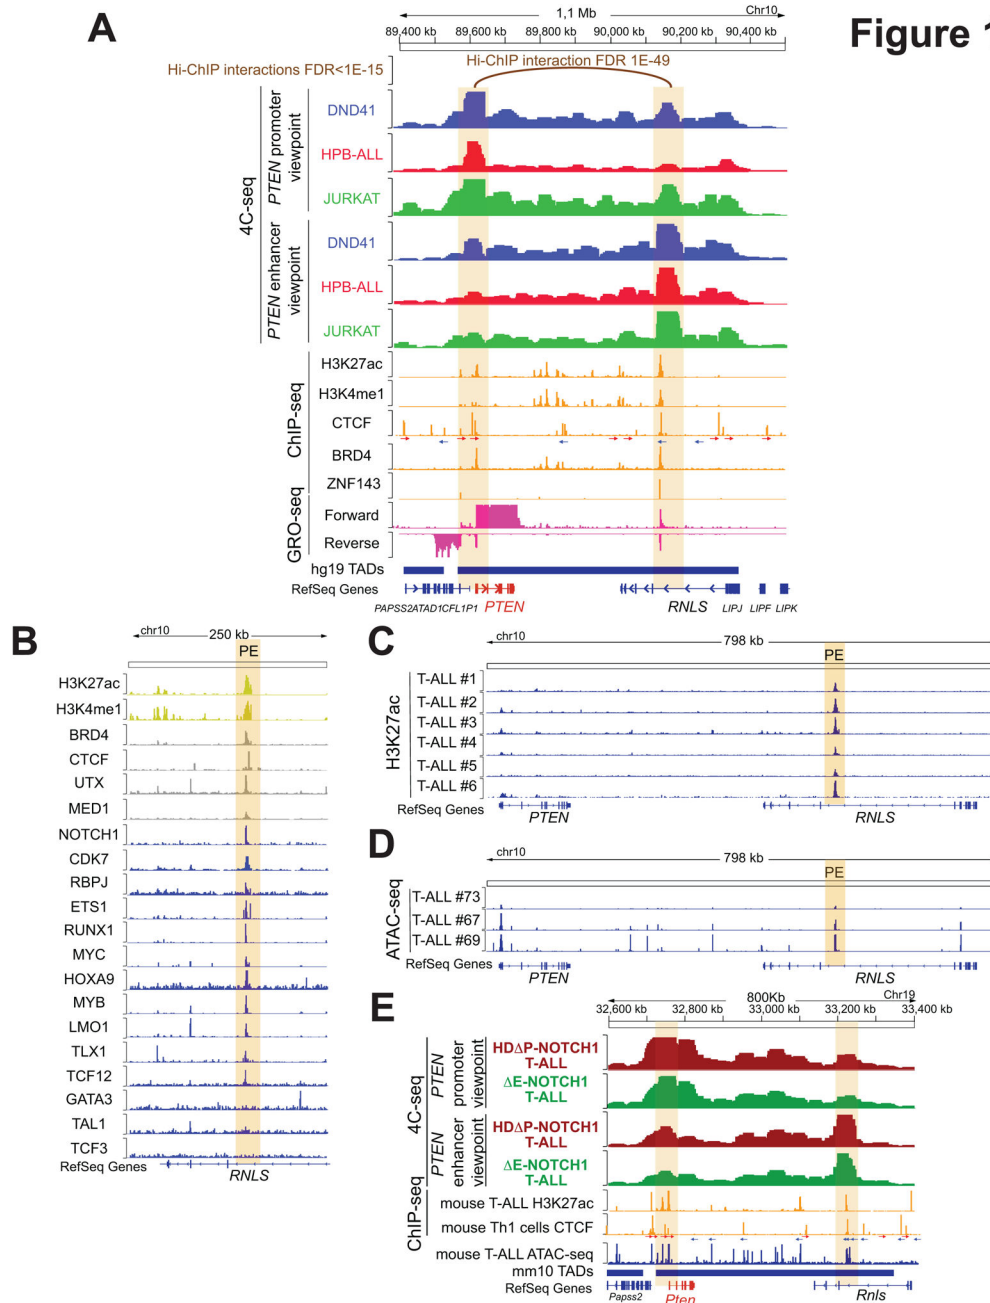 Figure 1
A
1,1 Mb
Chr10
89,400 kb
89,600 kb
89,800 kb
90,000 kb
90,200 kb
90,400 kb
Hi-ChIP interactions FDR<1E-15
Hi-ChIP interaction FDR 1E-49
4C-seq
PTEN promoter
viewpoint
DND41
HPB-ALL
JURKAT
PTEN enhancer
viewpoint
DND41
HPB-ALL
JURKAT
ChIP-seq
H3K27ac
H3K4me1
CTCF
BRD4
ZNF143
GRO-seq
Forward
Reverse
hg19 TADs
RefSeq Genes
PAPSS2 ATAD1 CFL1P1 PTEN RNLS LIPJ LIPF LIPK
B
chr10
250 kb
PE
H3K27ac
H3K4me1
BRD4
CTCF
UTX
MED1
NOTCH1
CDK7
RBPJ
ETS1
RUNX1
MYC
HOXA9
MYB
LMO1
TLX1
TCF12
GATA3
TAL1
TCF3
RefSeq Genes
RNLS
C
chr10
798 kb
PE
H3K27ac
T-ALL #1
T-ALL #2
T-ALL #3
T-ALL #4
T-ALL #5
T-ALL #6
RefSeq Genes
PTEN
RNLS
D
chr10
798 kb
PE
ATAC-seq
T-ALL #73
T-ALL #67
T-ALL #69
RefSeq Genes
PTEN
RNLS
E
800Kb
Chr19
32,600 kb
32,800 kb
33,000 kb
33,200 kb
33,400 kb
4C-seq
PTEN
promoter
viewpoint
HDΔP-NOTCH1
T-ALL
ΔE-NOTCH1
T-ALL
PTEN
enhancer
viewpoint
HDΔP-NOTCH1
T-ALL
ΔE-NOTCH1
T-ALL
ChIP-seq
mouse T-ALL H3K27ac
mouse Th1 cells CTCF
mouse T-ALL ATAC-seq
mm10 TADs
RefSeq Genes
Papss2
Pten
Rnls